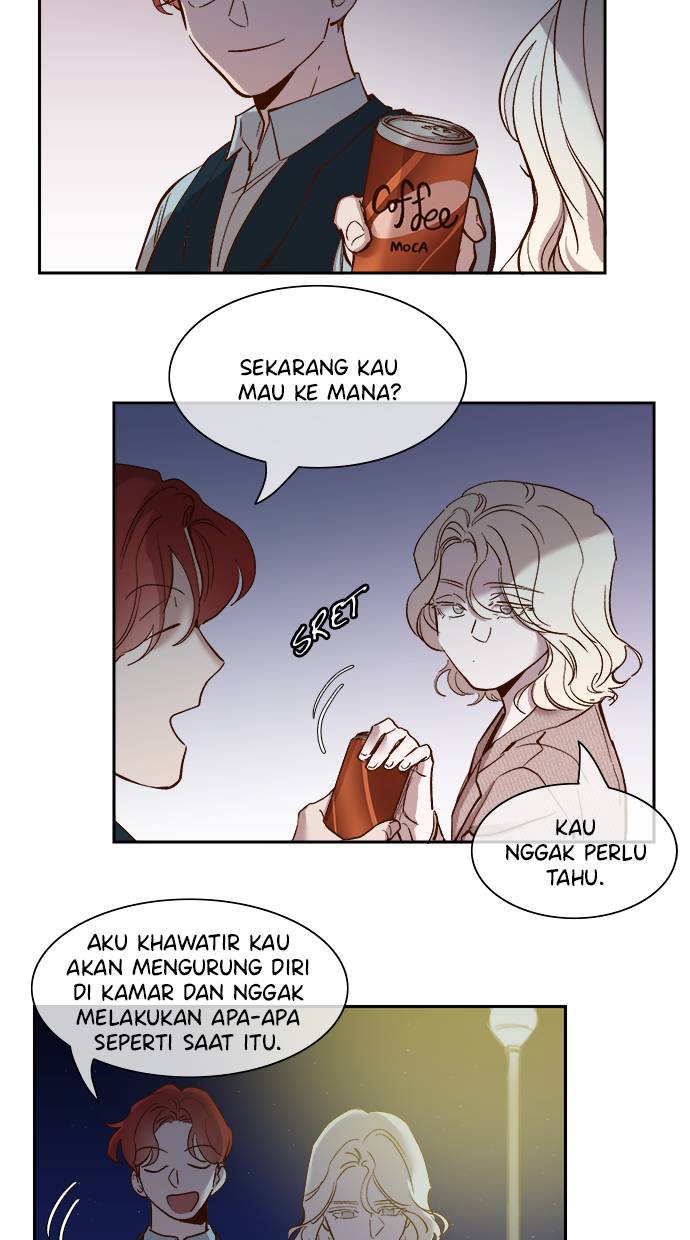 Coffee
MOCA
SEKARANG KAU
MAU KE MANA?
SRET
KAU
NGGAK PERLU
TAHU.
AKU KHAWATIR KAU
AKAN MENGURUNG DIRI
DI KAMAR DAN NGGAK
MELAKUKAN APA-APA
SEPERTI SAAT ITU.